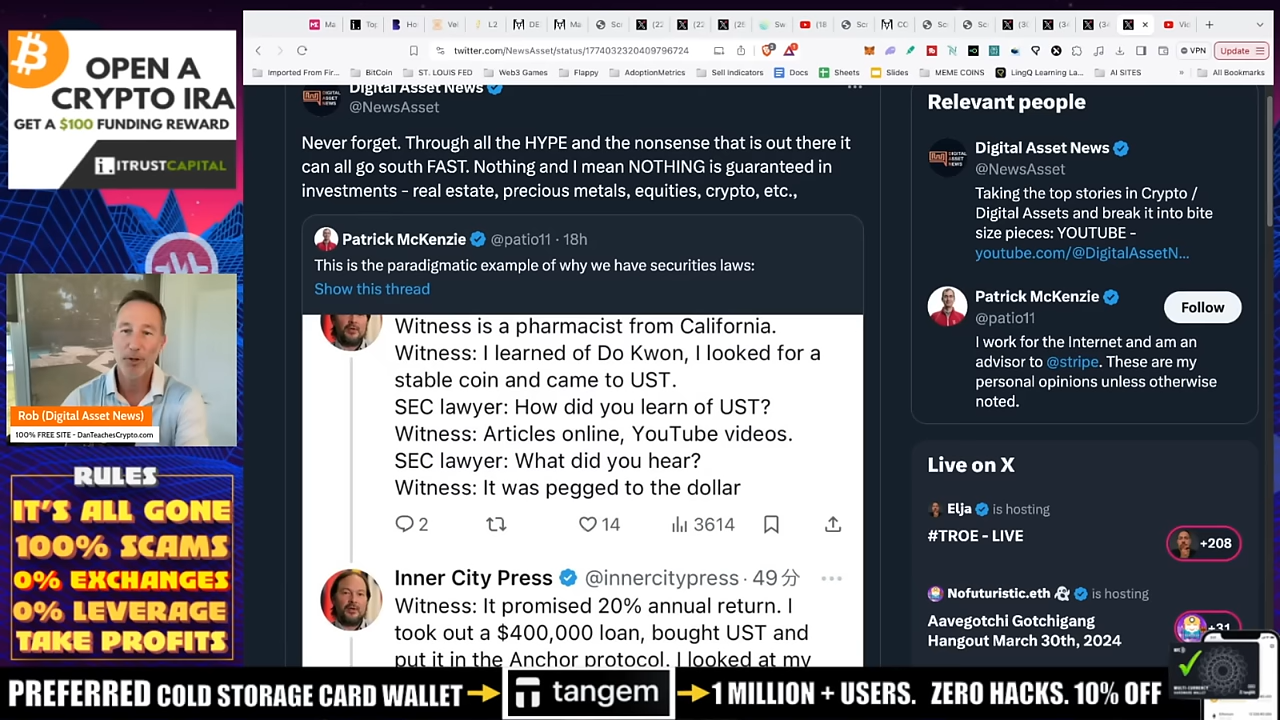 OPEN A
CRYPTO IRA
GET A $100 FUNDING REWARD
ITRUSTCAPITAL
Rob (Digital Asset News)
100% FREE SITE - DanTeachesCrypto.com
RULES
IT'S ALL GONE
100% SCAMS
0% EXCHANGES
0% LEVERAGE
TAKE PROFITS
twitter.com/NewsAsset/status/1774032320409796724
VPN
Update
Imported From Fir...
BitCoin
ST. LOUIS FED
Web3 Games
Flappy
AdoptionMetrics
Sell Indicators
Docs
Sheets
Slides
MEME COINS
LingQ Learning La...
AI SITES
»
All Bookmarks
Digital Asset News
@NewsAsset
Never forget. Through all the HYPE and the nonsense that is out there it
can all go south FAST. Nothing and I mean NOTHING is guaranteed in
investments - real estate, precious metals, equities, crypto, etc.,
Patrick McKenzie @patio11 · 18h
This is the paradigmatic example of why we have securities laws:
Show this thread
Witness is a pharmacist from California.
Witness: I learned of Do Kwon, I looked for a
stable coin and came to UST.
SEC lawyer: How did you learn of UST?
Witness: Articles online, YouTube videos.
SEC lawyer: What did you hear?
Witness: It was pegged to the dollar
2 14 3614
Inner City Press @innercitypress · 49分
Witness: It promised 20% annual return. I
took out a $400,000 loan, bought UST and
put it in the Anchor protocol. I looked at my
Relevant people
Digital Asset News
@NewsAsset
Taking the top stories in Crypto /
Digital Assets and break it into bite
size pieces: YOUTUBE -
youtube.com/@DigitalAssetN...
Patrick McKenzie
@patio11
Follow
I work for the Internet and am an
advisor to @stripe. These are my
personal opinions unless otherwise
noted.
Live on X
Elja is hosting
#TROE - LIVE
+208
Nofuturistic.eth is hosting
Aavegotchi Gotchigang
Hangout March 30th, 2024
+31
PREFERRED COLD STORAGE CARD WALLET
tangem
1 MILLION + USERS. ZERO HACKS. 10% OFF